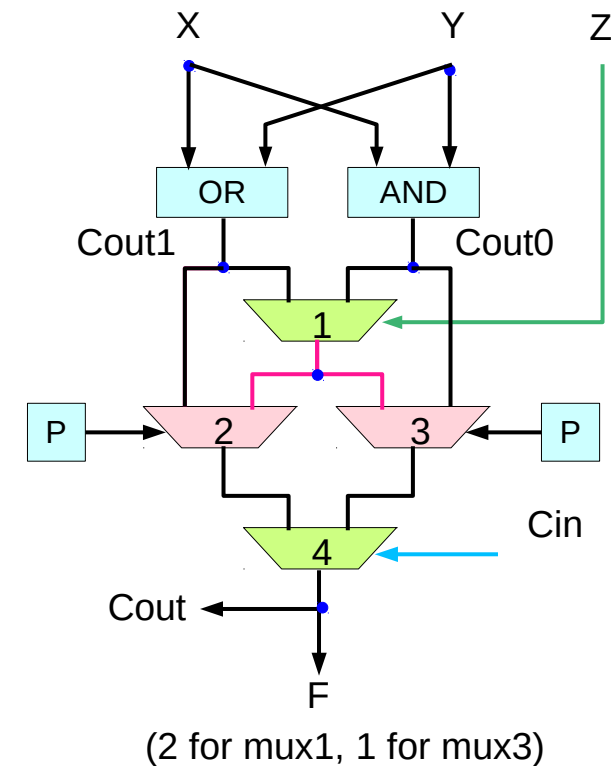 X Y Z
OR AND
Cout1 Cout0
1
P 2 3 P
Cin
4
Cout
F
(2 for mux1, 1 for mux3)